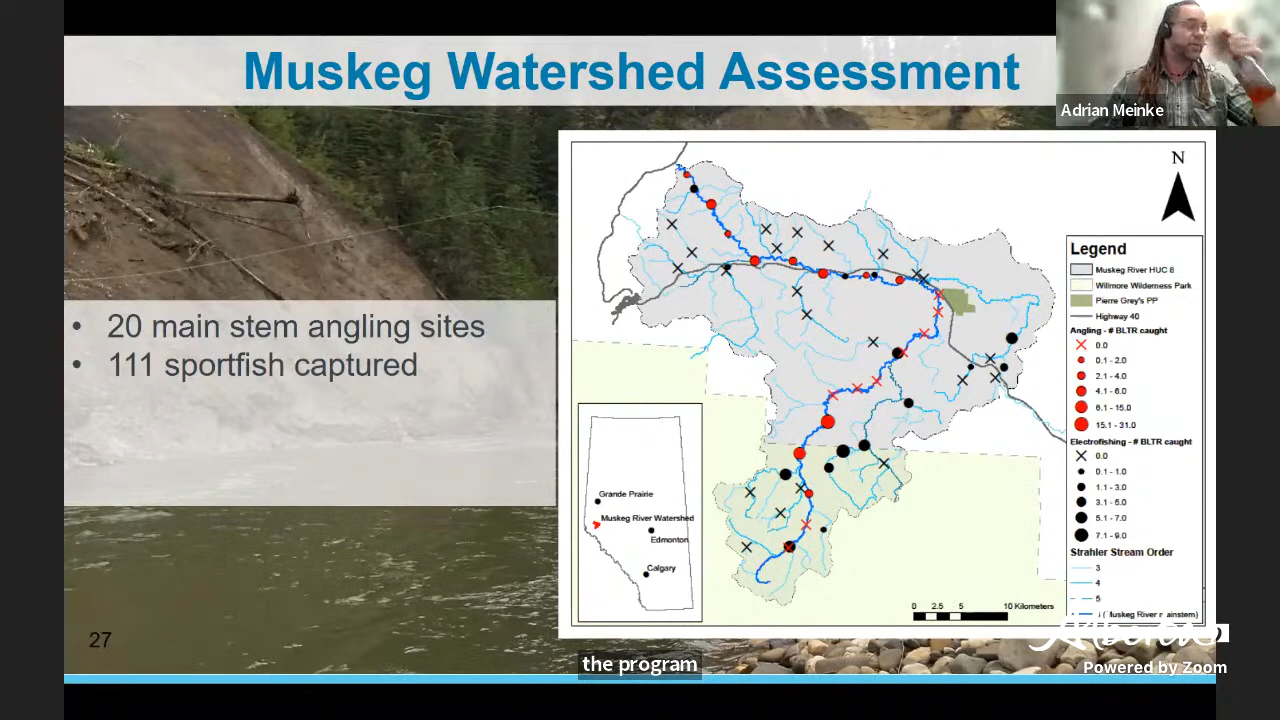 Muskeg Watershed Assessment
Adrian Meinke
• 20 main stem angling sites
• 111 sportfish captured
N
Legend
Muskeg River HUC 8
Willmore Wilderness Park
Pierre Grey's PP
Highway 40
Angling - # BLTR caught
0.0
0.1 - 2.0
2.1 - 4.0
4.1 - 6.0
6.1 - 15.0
15.1 - 31.0
Electrofishing - # BLTR caught
0.0
0.1 - 1.0
1.1 - 3.0
3.1 - 5.0
5.1 - 7.0
7.1 - 9.0
Strahler Stream Order
3
4
5
(Muskeg River mainstem)
Grande Prairie
Muskeg River Watershed
Edmonton
Calgary
0 2.5 5 10 Kilometers
27
the program
Alberta
Powered by Zoom